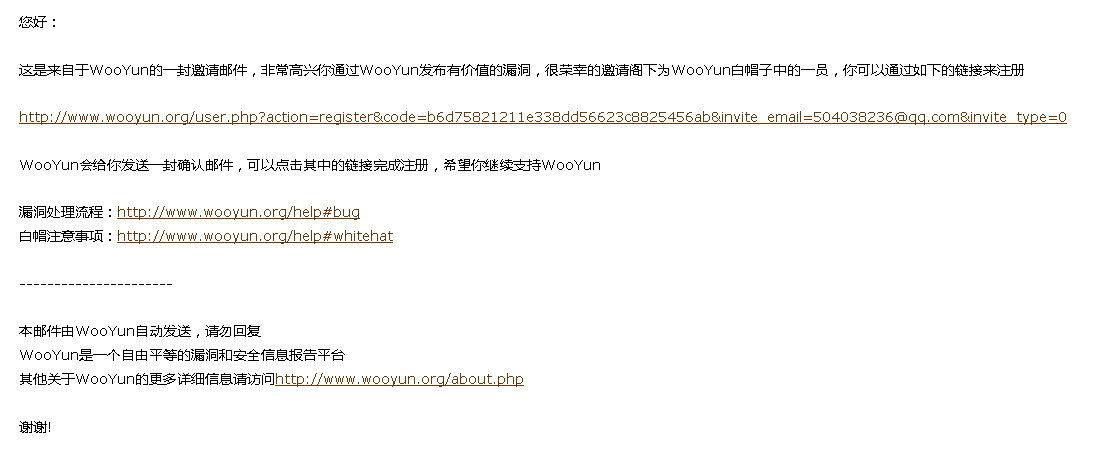 您好：
这是来自于WooYun的一封邀请邮件，非常高兴你通过WooYun发布有价值的漏洞，很荣幸的邀请阁下为WooYun白帽子中的一员，你可以通过如下的链接来注册
http://www.wooyun.org/user.php?action=register&code=b6d75821211e338dd56623c8825456ab&invite_email=504038236@qq.com&invite_type=0
WooYun会给你发送一封确认邮件，可以点击其中的链接完成注册，希望你继续支持WooYun
漏洞处理流程：http://www.wooyun.org/help#bug
白帽注意事项：http://www.wooyun.org/help#whitehat
----------------------
本邮件由WooYun自动发送，请勿回复
WooYun是一个自由平等的漏洞和安全信息报告平台
其他关于WooYun的更多详细信息请访问http://www.wooyun.org/about.php
谢谢!